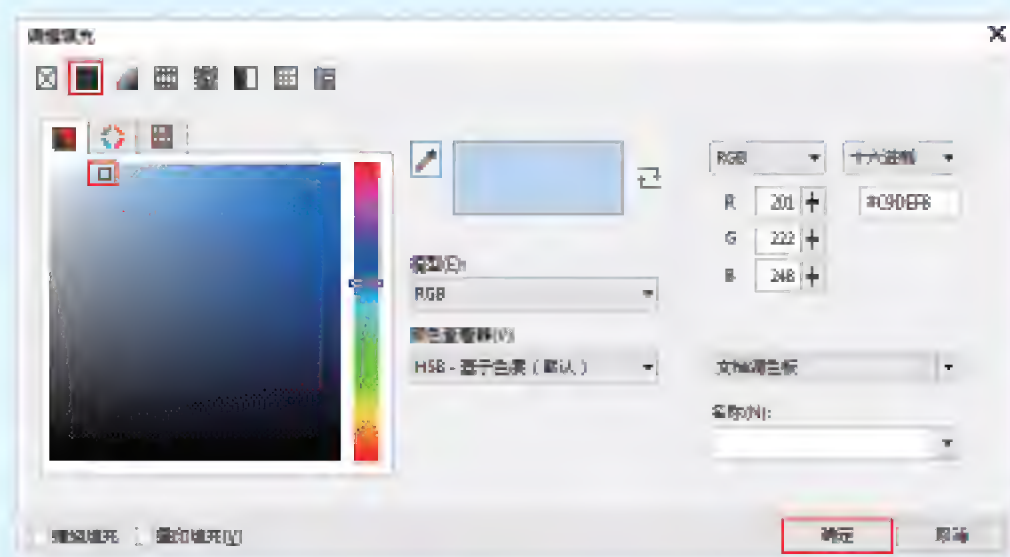 编辑填充
RGB 十六进制
R 201 #C9DEF8
G 222
B 248
模型(E):
RGB
颜色查看器(V):
HSB - 基于色度（默认） 文档调色板
名称(N):
缠绕填充 叠印填充(V) 确定 取消